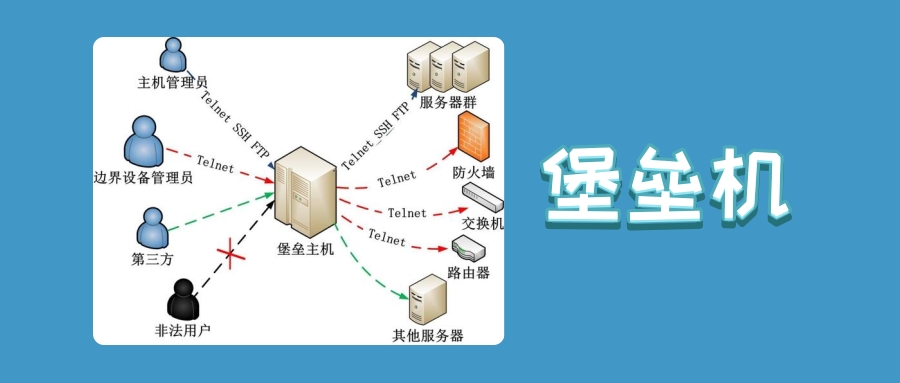 主机管理员
Telnet SSH FTP
边界设备管理员
Telnet
第三方
非法用户
堡垒主机
Telnet SSH FTP
服务器群
Telnet
防火墙
Telnet
交换机
Telnet
路由器
其他服务器
堡垒机